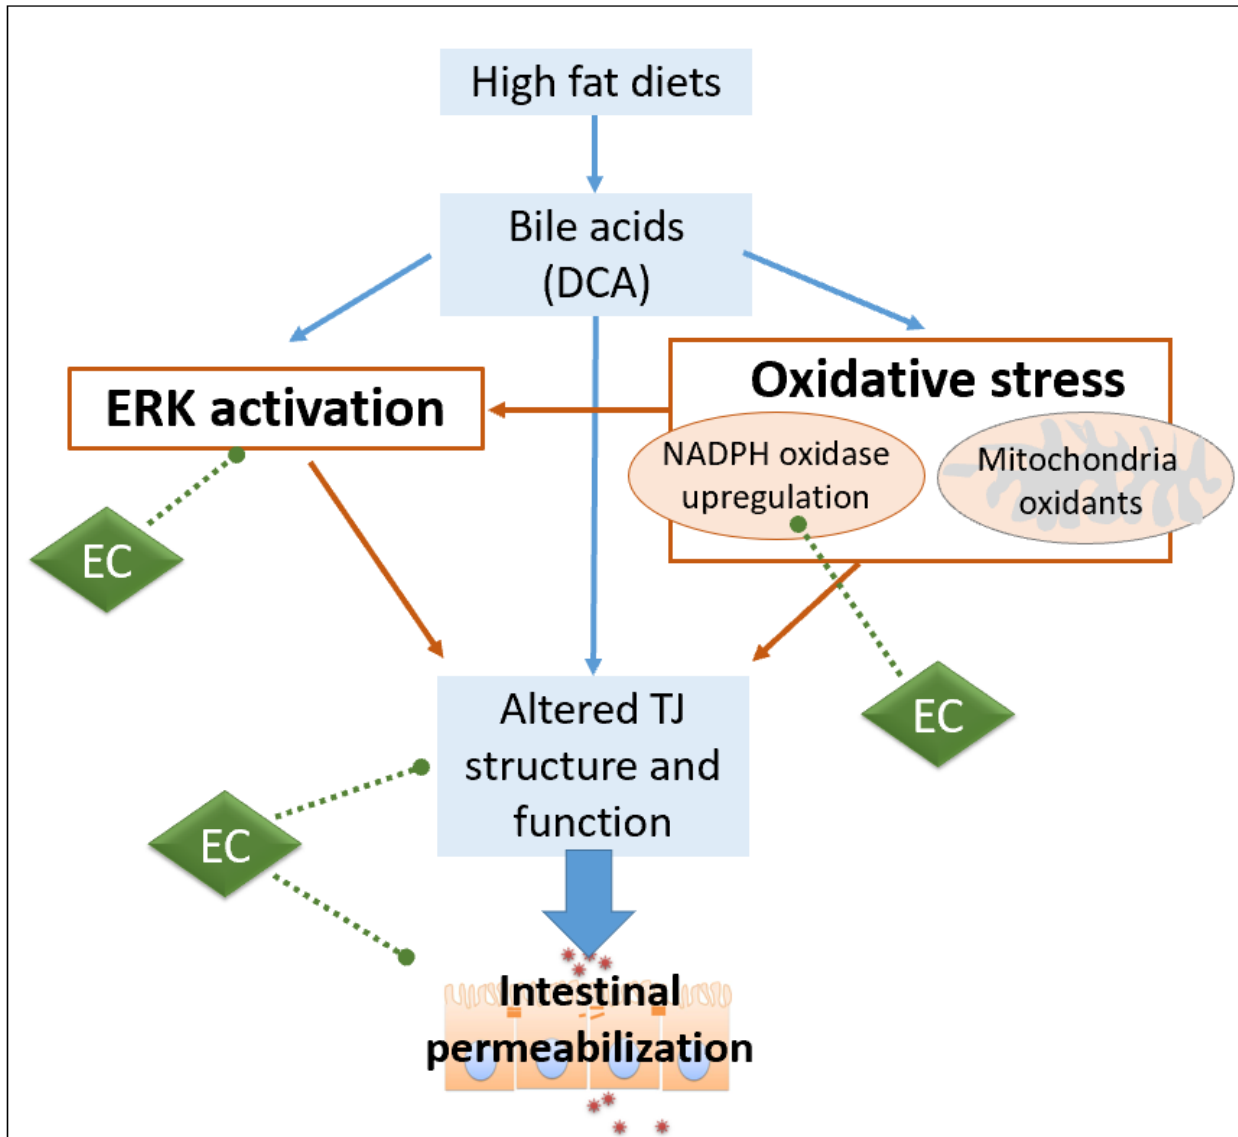 High fat diets
Bile acids
(DCA)
ERK activation
Oxidative stress
NADPH oxidase
upregulation
Mitochondria
oxidants
EC
EC
Altered TJ
structure and
function
EC
Intestinal
permeabilization